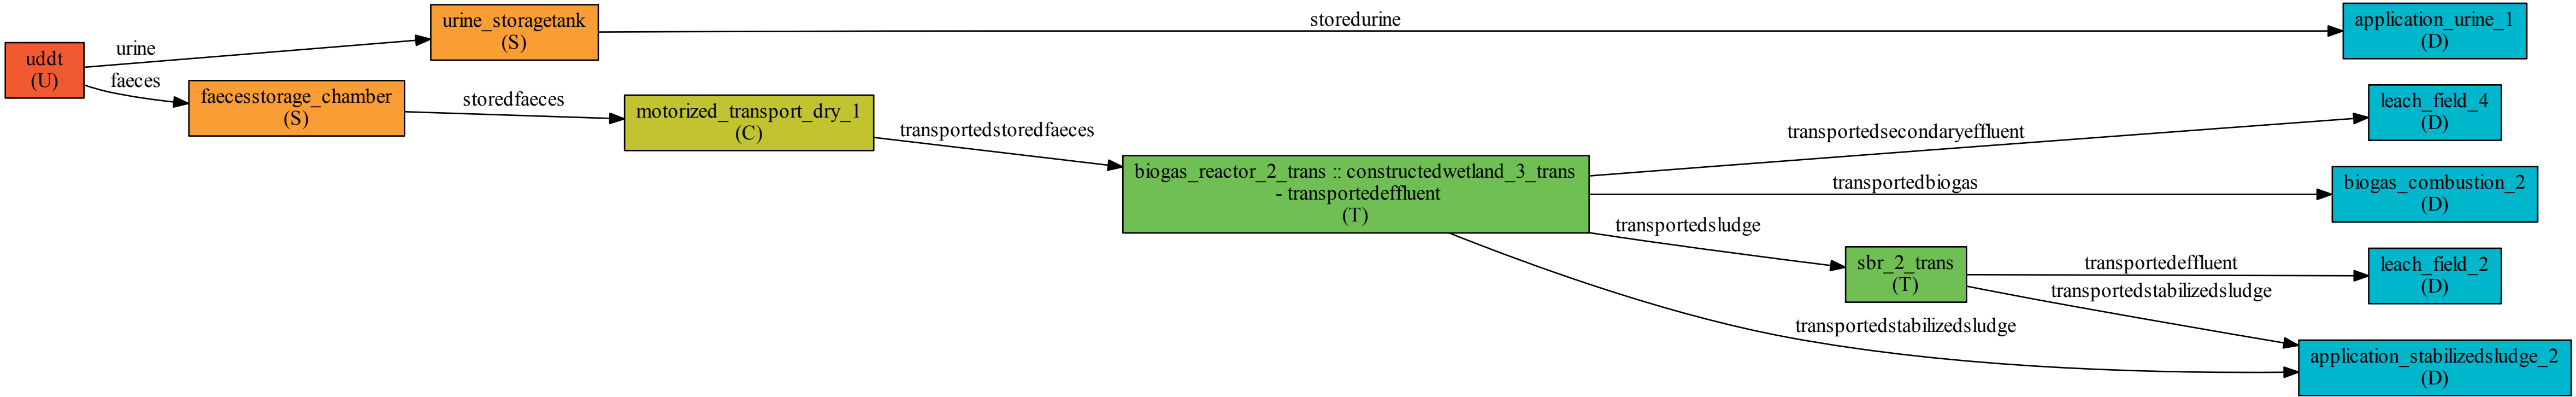 uddt
(U)
urine
faeces
urine_storagetank
(S)
faecesstorage_chamber
(S)
storedurine
storedfaeces
motorized_transport_dry_1
(C)
transportedstoredfaeces
biogas_reactor_2_trans :: constructedwetland_3_trans
- transportedeffluent
(T)
transportedsecondaryeffluent
transportedbiogas
transportedsludge
transportedstabilizedsludge
sbr_2_trans
(T)
transportedeffluent
transportedstabilizedsludge
application_urine_1
(D)
leach_field_4
(D)
biogas_combustion_2
(D)
leach_field_2
(D)
application_stabilizedsludge_2
(D)